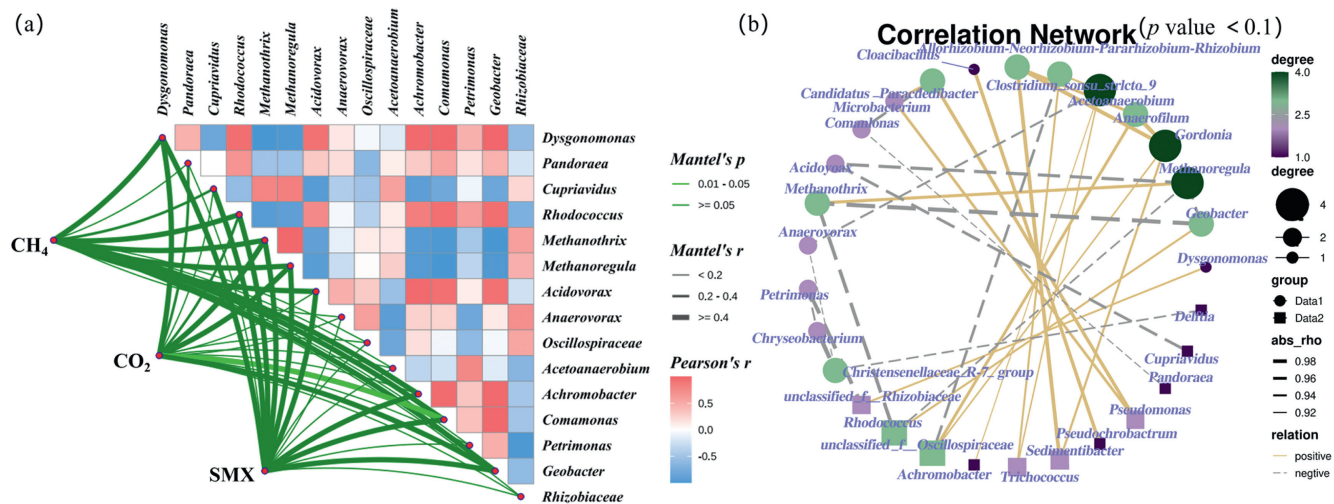 (a)
Dysgonomonas
Pandoraea
Cupriavidus
Rhodococcus
Methanothrix
Methanoregula
Acidovorax
Anaerovorax
Oscillospiraceae
Acetoanaerobium
Achromobacter
Comamonas
Petrimonas
Geobacter
Rhizobiaceae
Dysgonomonas
Pandoraea
Cupriavidus
Rhodococcus
Methanothrix
Methanoregula
Acidovorax
Anaerovorax
Oscillospiraceae
Acetoanaerobium
Achromobacter
Comamonas
Petrimonas
Geobacter
Rhizobiaceae
CH4
CO2
SMX
Mantel's p
0.01 - 0.05
>= 0.05
Mantel's r
< 0.2
0.2 - 0.4
>= 0.4
Pearson's r
0.5
0.0
-0.5
(b)
Correlation Network (p value < 0.1)
Allorhizobium-Neorhizobium-Pararhizobium-Rhizobium
Cloacibacillus
Clostridium_sensu_stricto_9
Candidatus_Paracdedibacter
Acetoanaerobium
Microbacterium
Anaerofilum
Comanlonas
Gordonia
Acidoyoax
Mothanoregula
Methanothrix
Geobacter
Anaerovorax
Dysgonomonas
Petrimonas
Delftia
Chryseobacterium
Cupriavidus
Christensenellaceae_R-7_group
Pandoraea
unclassified_f__Rhizobiaceae
Pseudomonas
Rhodococcus
Pseudochrobactrum
unclassified_f__Oscillospiraceae
Sedimentibacter
Achromobacter
Trichococcus
degree
4.0
2.5
1.0
degree
4
2
1
group
Data1
Data2
abs_rho
0.98
0.96
0.94
0.92
relation
positive
negtive